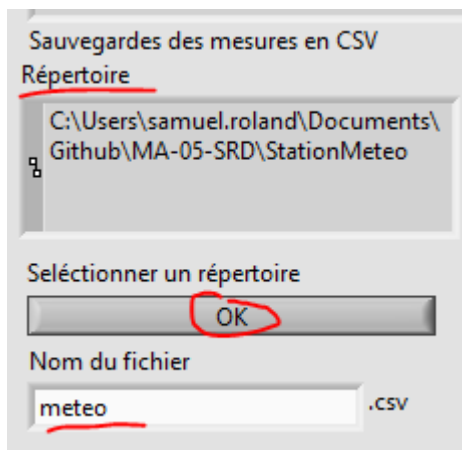 Sauvegardes des mesures en CSV
Répertoire
C:\Users\samuel.roland\Documents\
Github\MA-05-SRD\StationMeteo
Seléctionner un répertoire
OK
Nom du fichier
meteo .csv